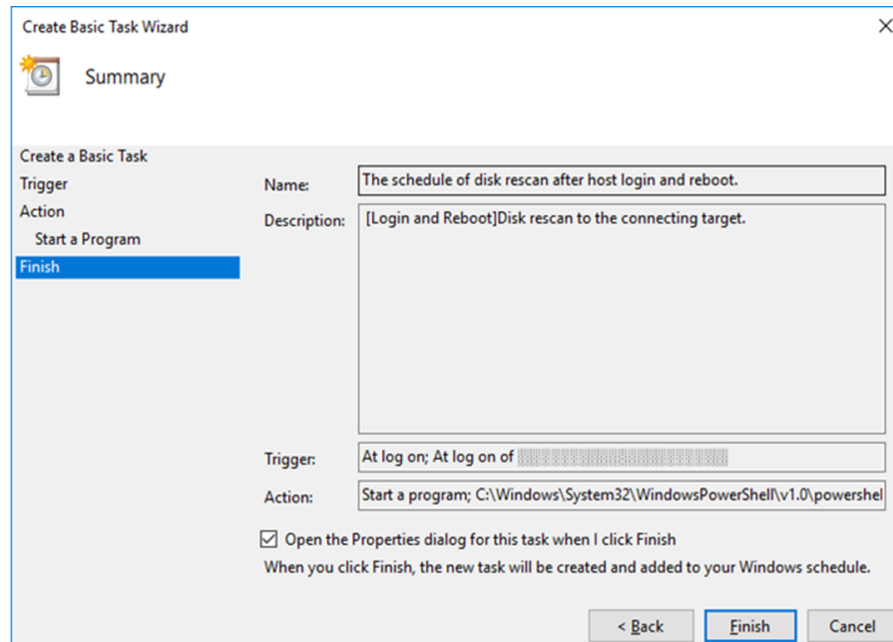 Create Basic Task Wizard
Summary
Create a Basic Task
Trigger
Action
Start a Program
Finish
Name: The schedule of disk rescan after host login and reboot.
Description: [Login and Reboot]Disk rescan to the connecting target.
Trigger: At log on; At log on of
Action: Start a program; C:\Windows\System32\WindowsPowerShell\v1.0\powershel
Open the Properties dialog for this task when I click Finish
When you click Finish, the new task will be created and added to your Windows schedule.
< Back Finish Cancel